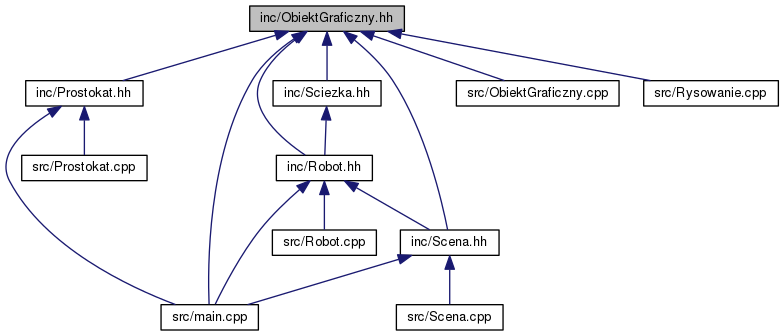 inc/ObiektGraficzny.hh
inc/Prostokat.hh
inc/Sciezka.hh
src/ObiektGraficzny.cpp
src/Rysowanie.cpp
src/Prostokat.cpp
inc/Robot.hh
src/Robot.cpp
inc/Scena.hh
src/main.cpp
src/Scena.cpp